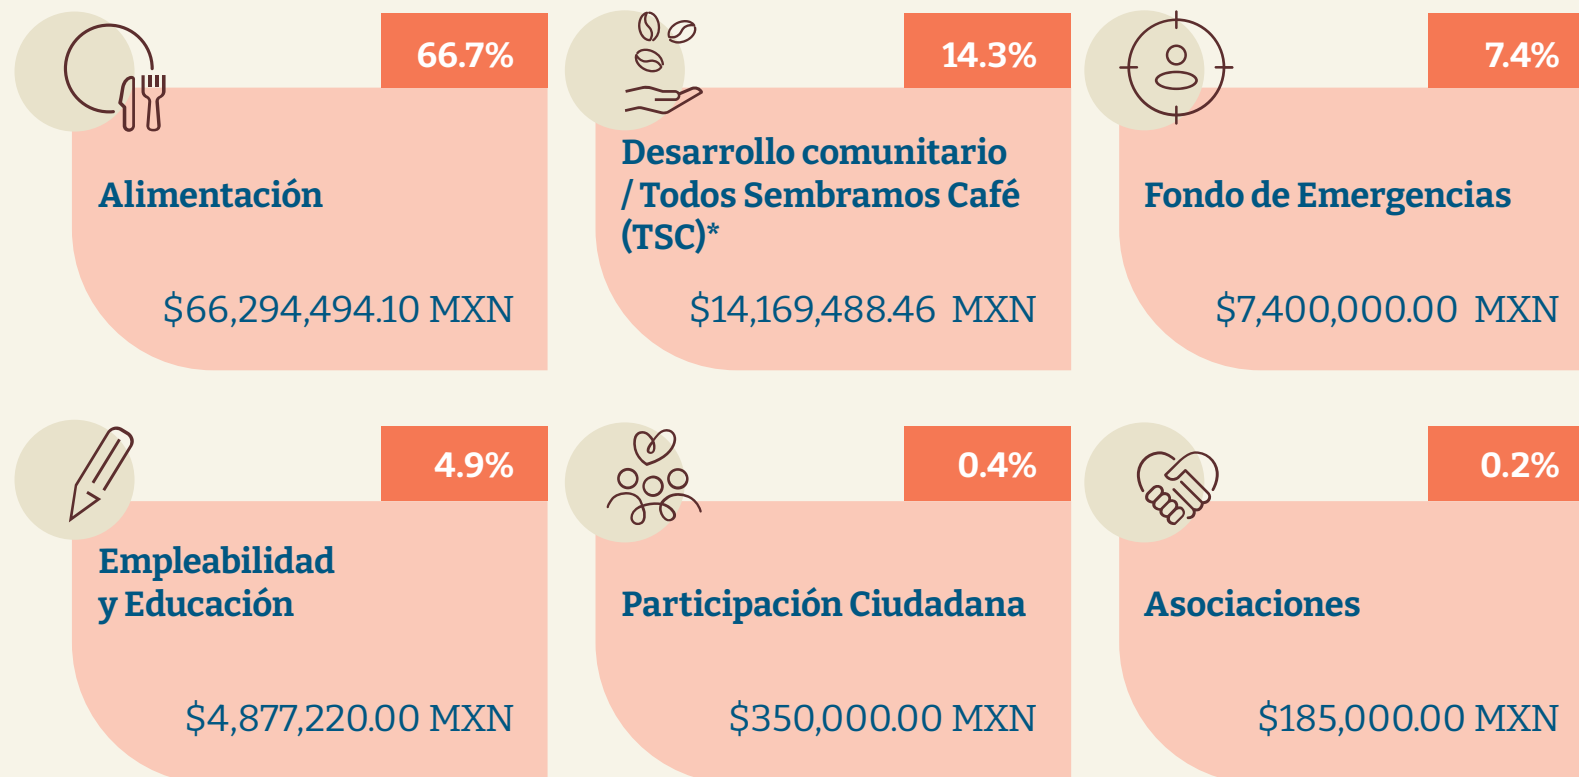 66.7%
Alimentación
$66,294,494.10 MXN
14.3%
Desarrollo comunitario
/ Todos Sembramos Café
(TSC)*
$14,169,488.46 MXN
7.4%
Fondo de Emergencias
$7,400,000.00 MXN
4.9%
Empleabilidad
y Educación
$4,877,220.00 MXN
0.4%
Participación Ciudadana
$350,000.00 MXN
0.2%
Asociaciones
$185,000.00 MXN